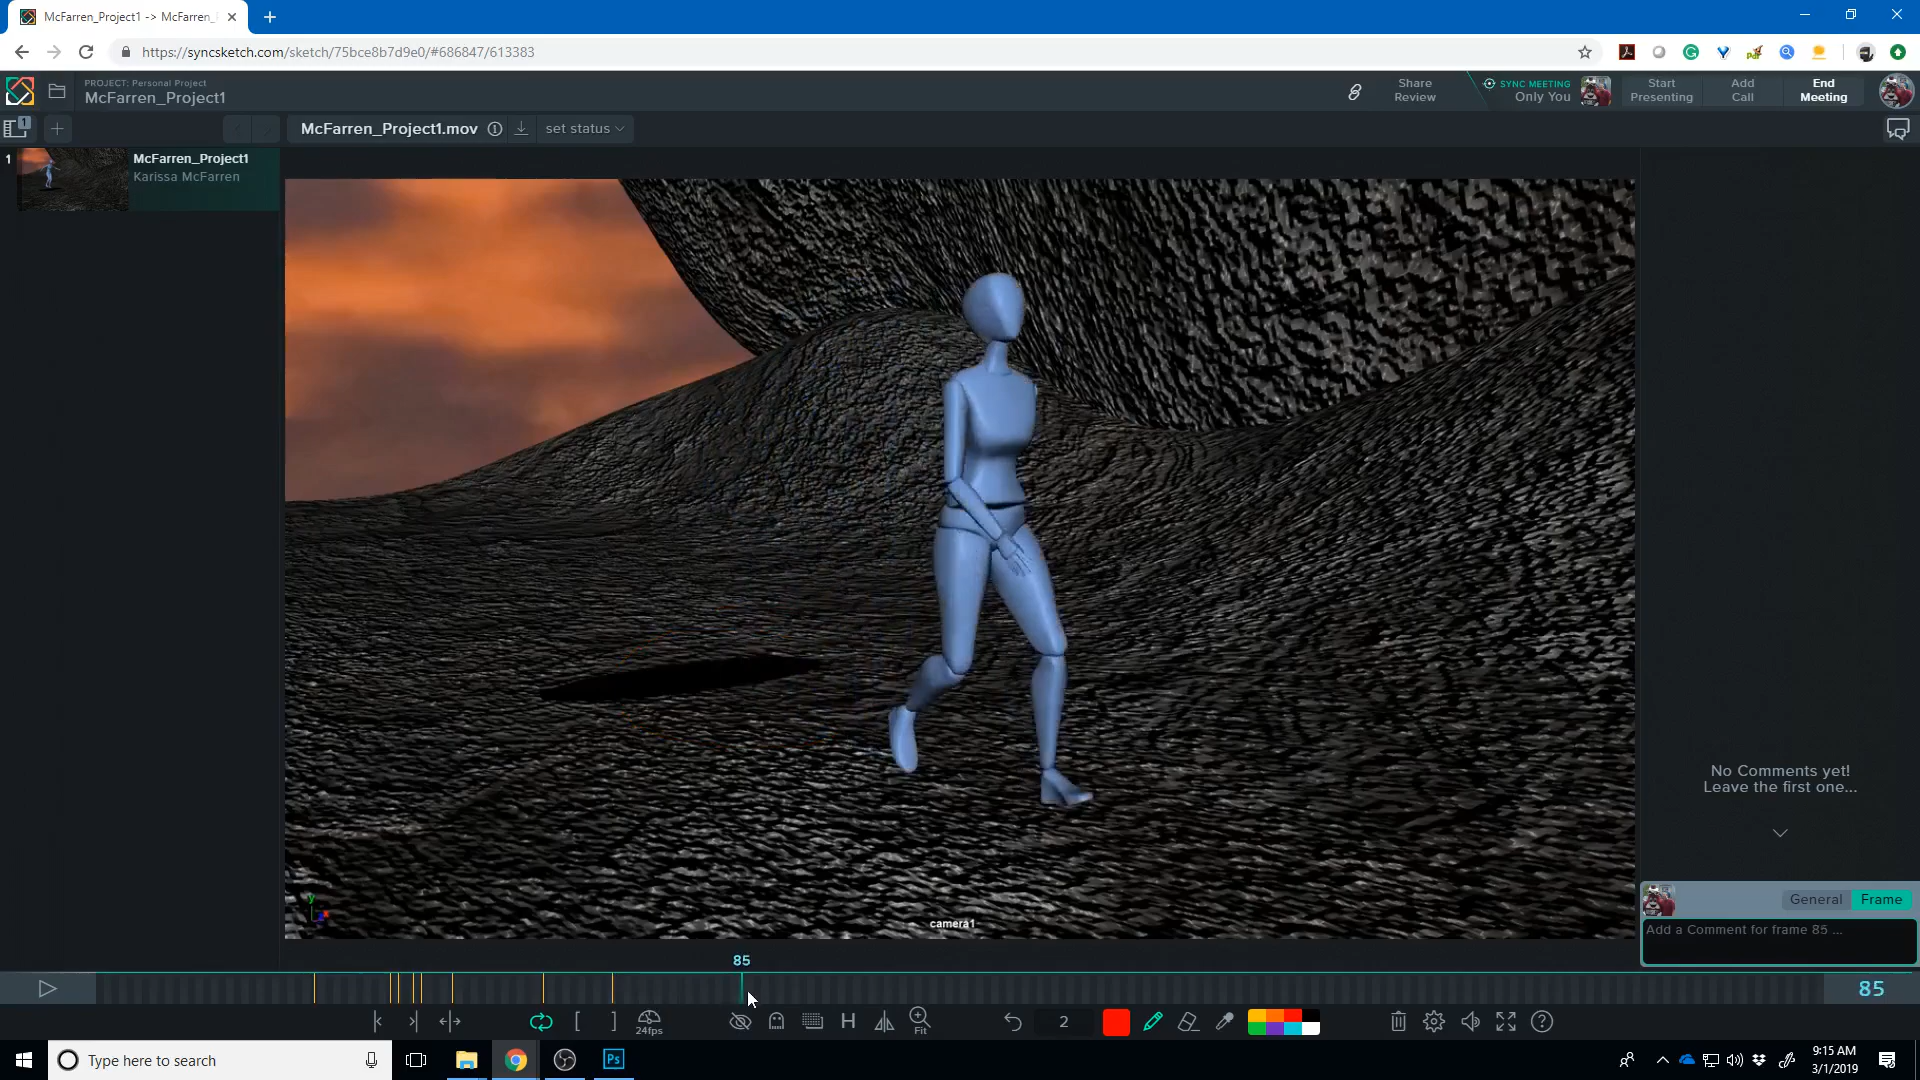 McFarren_Project1 -> McFarren_
https://syncsketch.com/sketch/75bce8b7d9e0/#686847/613383
PROJECT: Personal Project
McFarren_Project1
Share
Review
SYNC MEETING
Only You
Start
Presenting
Add
Call
End
Meeting
1
McFarren_Project1.mov
set status
1
McFarren_Project1
Karissa McFarren
y
x
camera1
No Comments yet!
Leave the first one...
General
Frame
Add a Comment for frame 85 ...
85
85
24fps
H
Fit
2
Type here to search
Ps
9:15 AM
3/1/2019